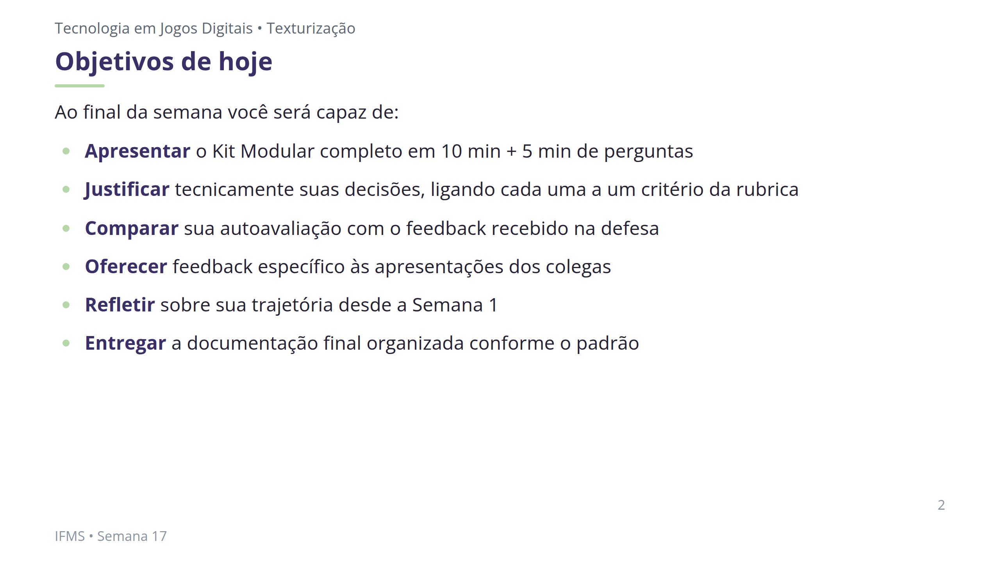 Tecnologia em Jogos Digitais • Texturização
Objetivos de hoje
Ao final da semana você será capaz de:
• Apresentar o Kit Modular completo em 10 min + 5 min de perguntas
• Justificar tecnicamente suas decisões, ligando cada uma a um critério da rubrica
• Comparar sua autoavaliação com o feedback recebido na defesa
• Oferecer feedback específico às apresentações dos colegas
• Refletir sobre sua trajetória desde a Semana 1
• Entregar a documentação final organizada conforme o padrão
2
IFMS • Semana 17